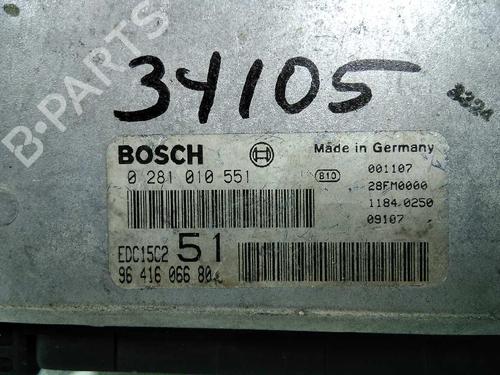 B-PARTS
34105
BOSCH
Made in Germany
0 281 010 551
810
001107
28FM0000
1184 0250
09107
EDC15C2 51
96 416 066 80